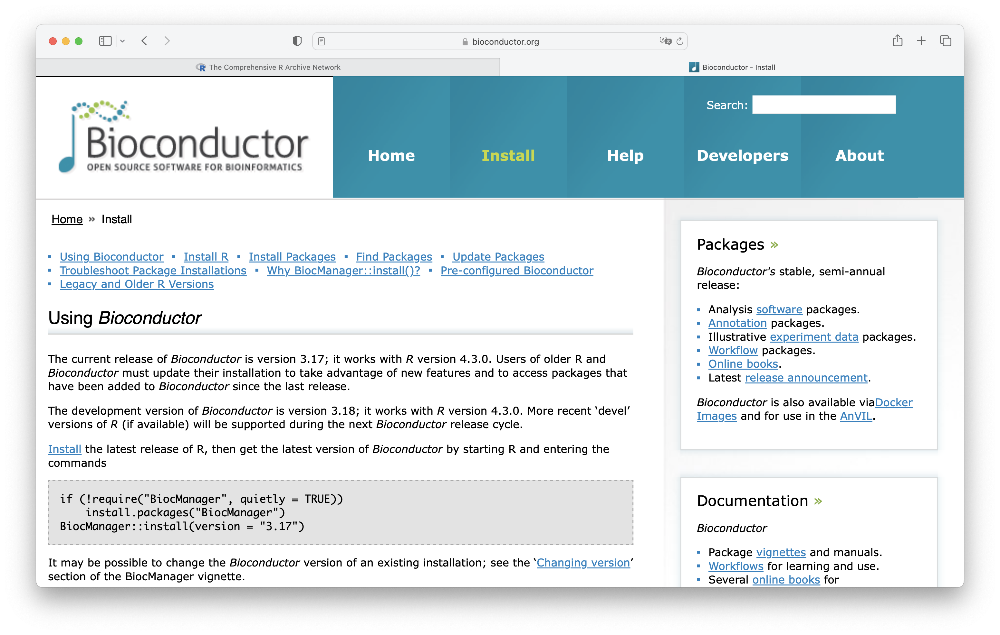 bioconductor.org
The Comprehensive R Archive Network
Bioconductor - Install
Bioconductor
OPEN SOURCE SOFTWARE FOR BIOINFORMATICS
Search:
Home
Install
Help
Developers
About
Home » Install
▪ Using Bioconductor ▪ Install R ▪ Install Packages ▪ Find Packages ▪ Update Packages
▪ Troubleshoot Package Installations ▪ Why BiocManager::install()? ▪ Pre-configured Bioconductor
▪ Legacy and Older R Versions
Using Bioconductor
The current release of Bioconductor is version 3.17; it works with R version 4.3.0. Users of older R and
Bioconductor must update their installation to take advantage of new features and to access packages that
have been added to Bioconductor since the last release.
The development version of Bioconductor is version 3.18; it works with R version 4.3.0. More recent ‘devel’
versions of R (if available) will be supported during the next Bioconductor release cycle.
Install the latest release of R, then get the latest version of Bioconductor by starting R and entering the
commands
if (!require("BiocManager", quietly = TRUE))
    install.packages("BiocManager")
BiocManager::install(version = "3.17")
It may be possible to change the Bioconductor version of an existing installation; see the ‘Changing version’
section of the BiocManager vignette.
Packages »
Bioconductor's stable, semi-annual
release:
▪ Analysis software packages.
▪ Annotation packages.
▪ Illustrative experiment data packages.
▪ Workflow packages.
▪ Online books.
▪ Latest release announcement.
Bioconductor is also available viaDocker
Images and for use in the AnVIL.
Documentation »
Bioconductor
▪ Package vignettes and manuals.
▪ Workflows for learning and use.
▪ Several online books for